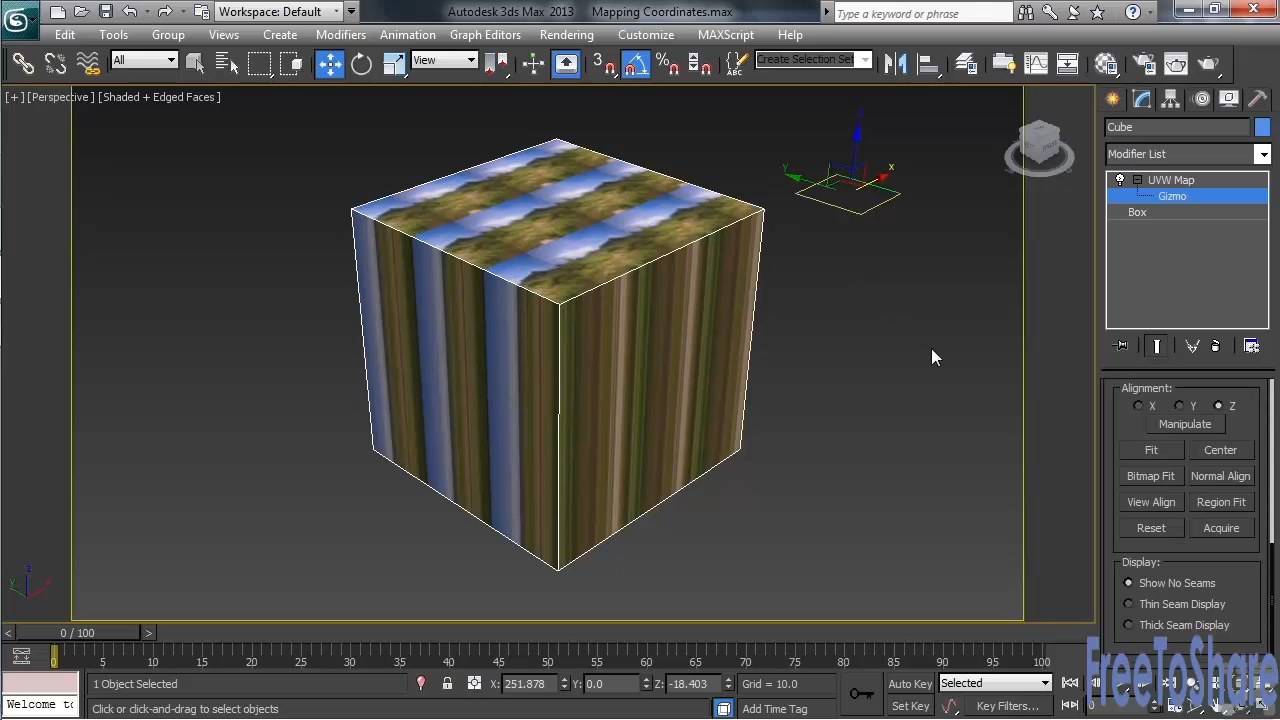 Workspace: Default
Autodesk 3ds Max 2013
Mapping Coordinates.max
Type a keyword or phrase
Edit
Tools
Group
Views
Create
Modifiers
Animation
Graph Editors
Rendering
Customize
MAXScript
Help
All
View
3
Create Selection Set
ABC
[+][Perspective][Shaded + Edged Faces]
z
y
x
Cube
Modifier List
UVW Map
Gizmo
Box
Alignment:
X
Y
Z
Manipulate
Fit
Center
Bitmap Fit
Normal Align
View Align
Region Fit
Reset
Acquire
Display:
Show No Seams
Thin Seam Display
Thick Seam Display
z
y
x
< 0 / 100 >
0 5 10 15 20 25 30 35 40 45 50 55 60 65 70 75 80 85 90 95 100
1 Object Selected
X: 251.878
Y: 0.0
Z: -18.403
Grid = 10.0
Auto Key
Selected
Welcome to
Click or click-and-drag to select objects
Add Time Tag
Set Key
Key Filters...
0
FreeToShare